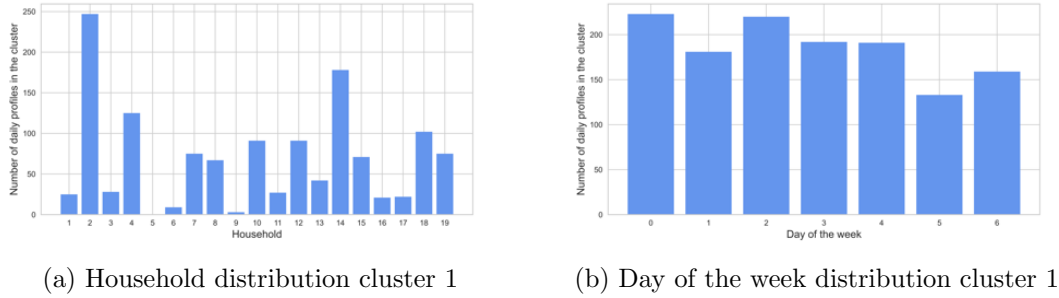 Number of daily profiles in the cluster
250
200
150
100
50
0
1 2 3 4 5 6 7 8 9 10 11 12 13 14 15 16 17 18 19
Household
(a) Household distribution cluster 1
Number of daily profiles in the cluster
200
150
100
50
0
0 1 2 3 4 5 6
Day of the week
(b) Day of the week distribution cluster 1